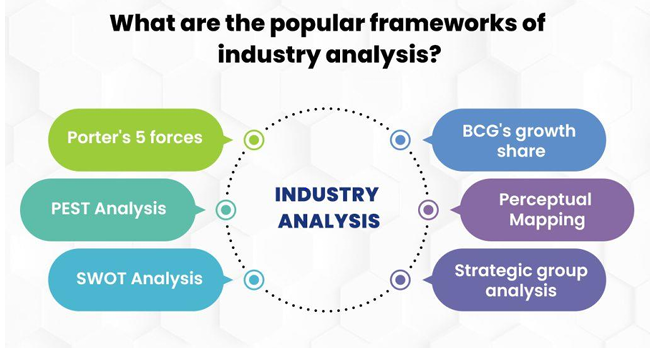 What are the popular frameworks of
industry analysis?
Porter's 5 forces
PEST Analysis
SWOT Analysis
INDUSTRY
ANALYSIS
BCG's growth
share
Perceptual
Mapping
Strategic group
analysis